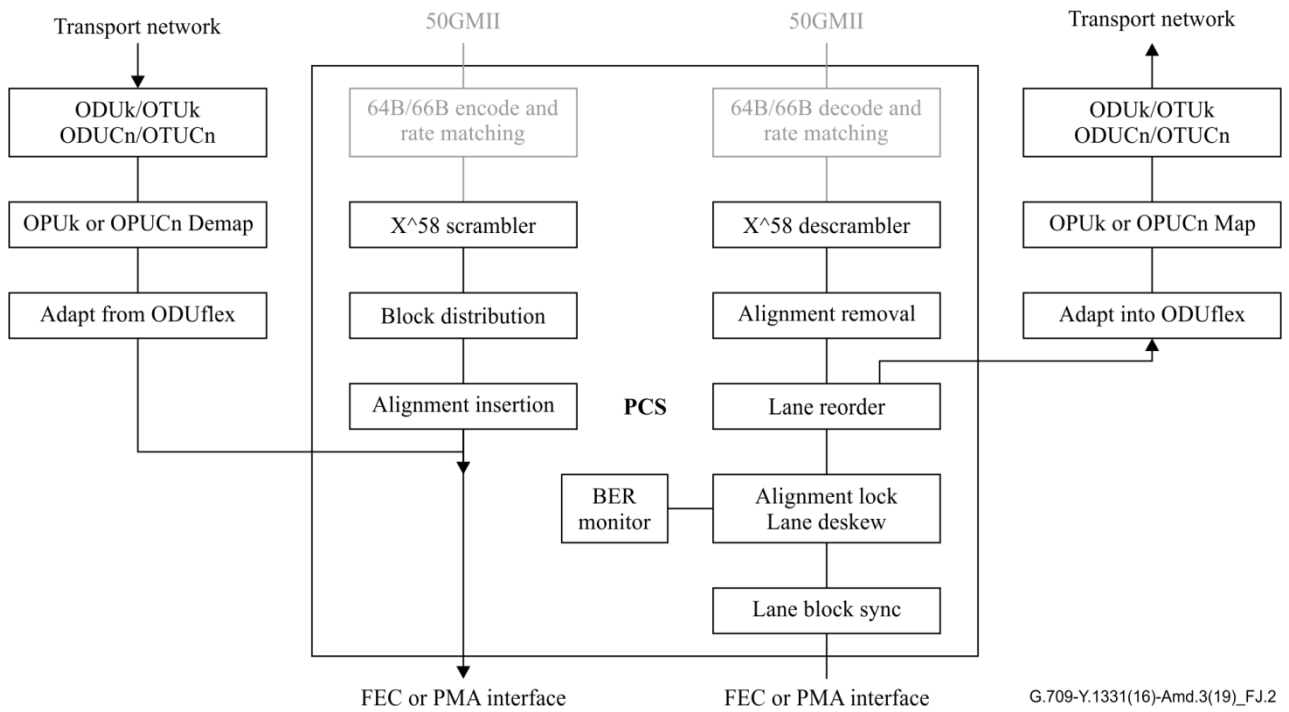 Transport network
50GMII
50GMII
Transport network
ODUk/OTUk
ODUCn/OTUCn
64B/66B encode and
rate matching
64B/66B decode and
rate matching
ODUk/OTUk
ODUCn/OTUCn
OPUk or OPUCn Demap
X^58 scrambler
X^58 descrambler
OPUk or OPUCn Map
Adapt from ODUflex
Block distribution
Alignment removal
Adapt into ODUflex
Alignment insertion
PCS
Lane reorder
BER
monitor
Alignment lock
Lane deskew
Lane block sync
FEC or PMA interface
FEC or PMA interface
G.709-Y.1331(16)-Amd.3(19)_FJ.2